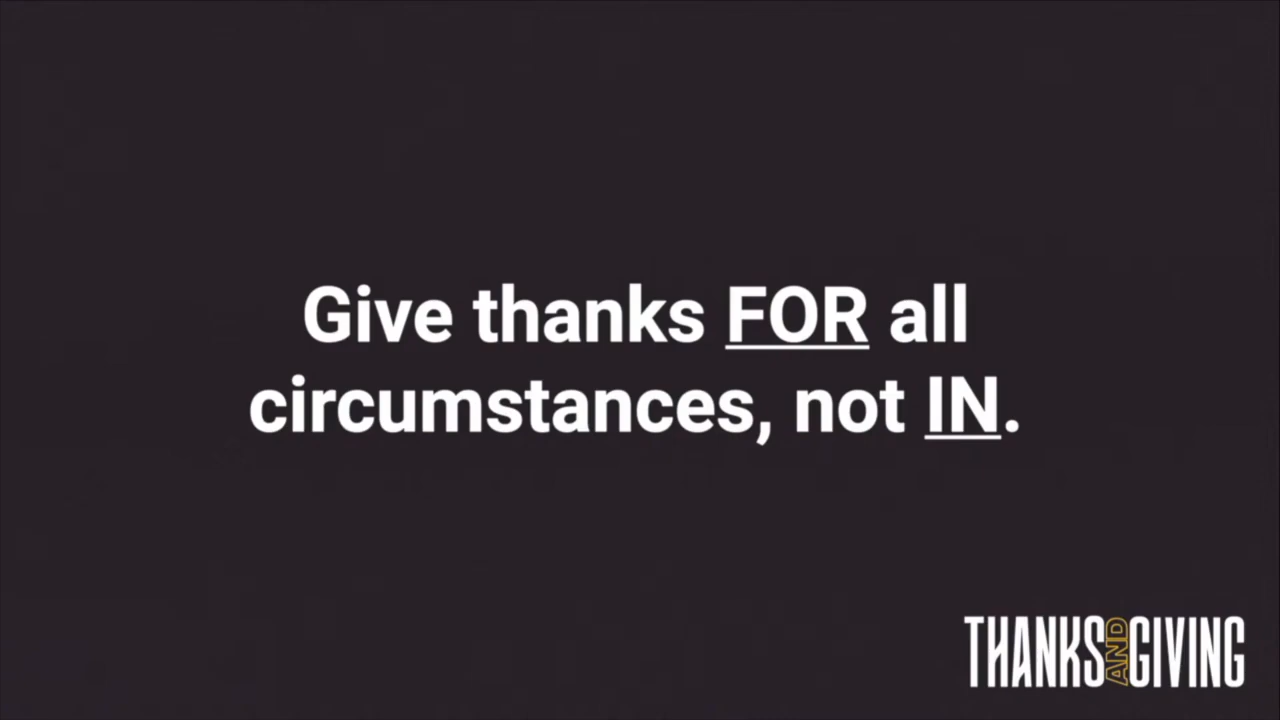 Give thanks FOR all
circumstances, not IN.
THANKS AND GIVING